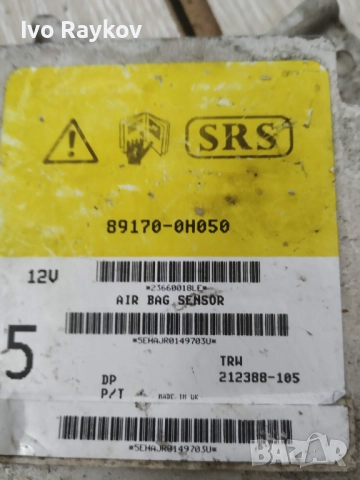 Ivo Raykov
SRS
89170-0H050
12V
*23660018LE*
AIR BAG SENSOR
*5EHAJR0149703U*
5
TRW
DP 212388-105
P/T MADE IN UK
*5EHAJR0149703U*
BAZAR